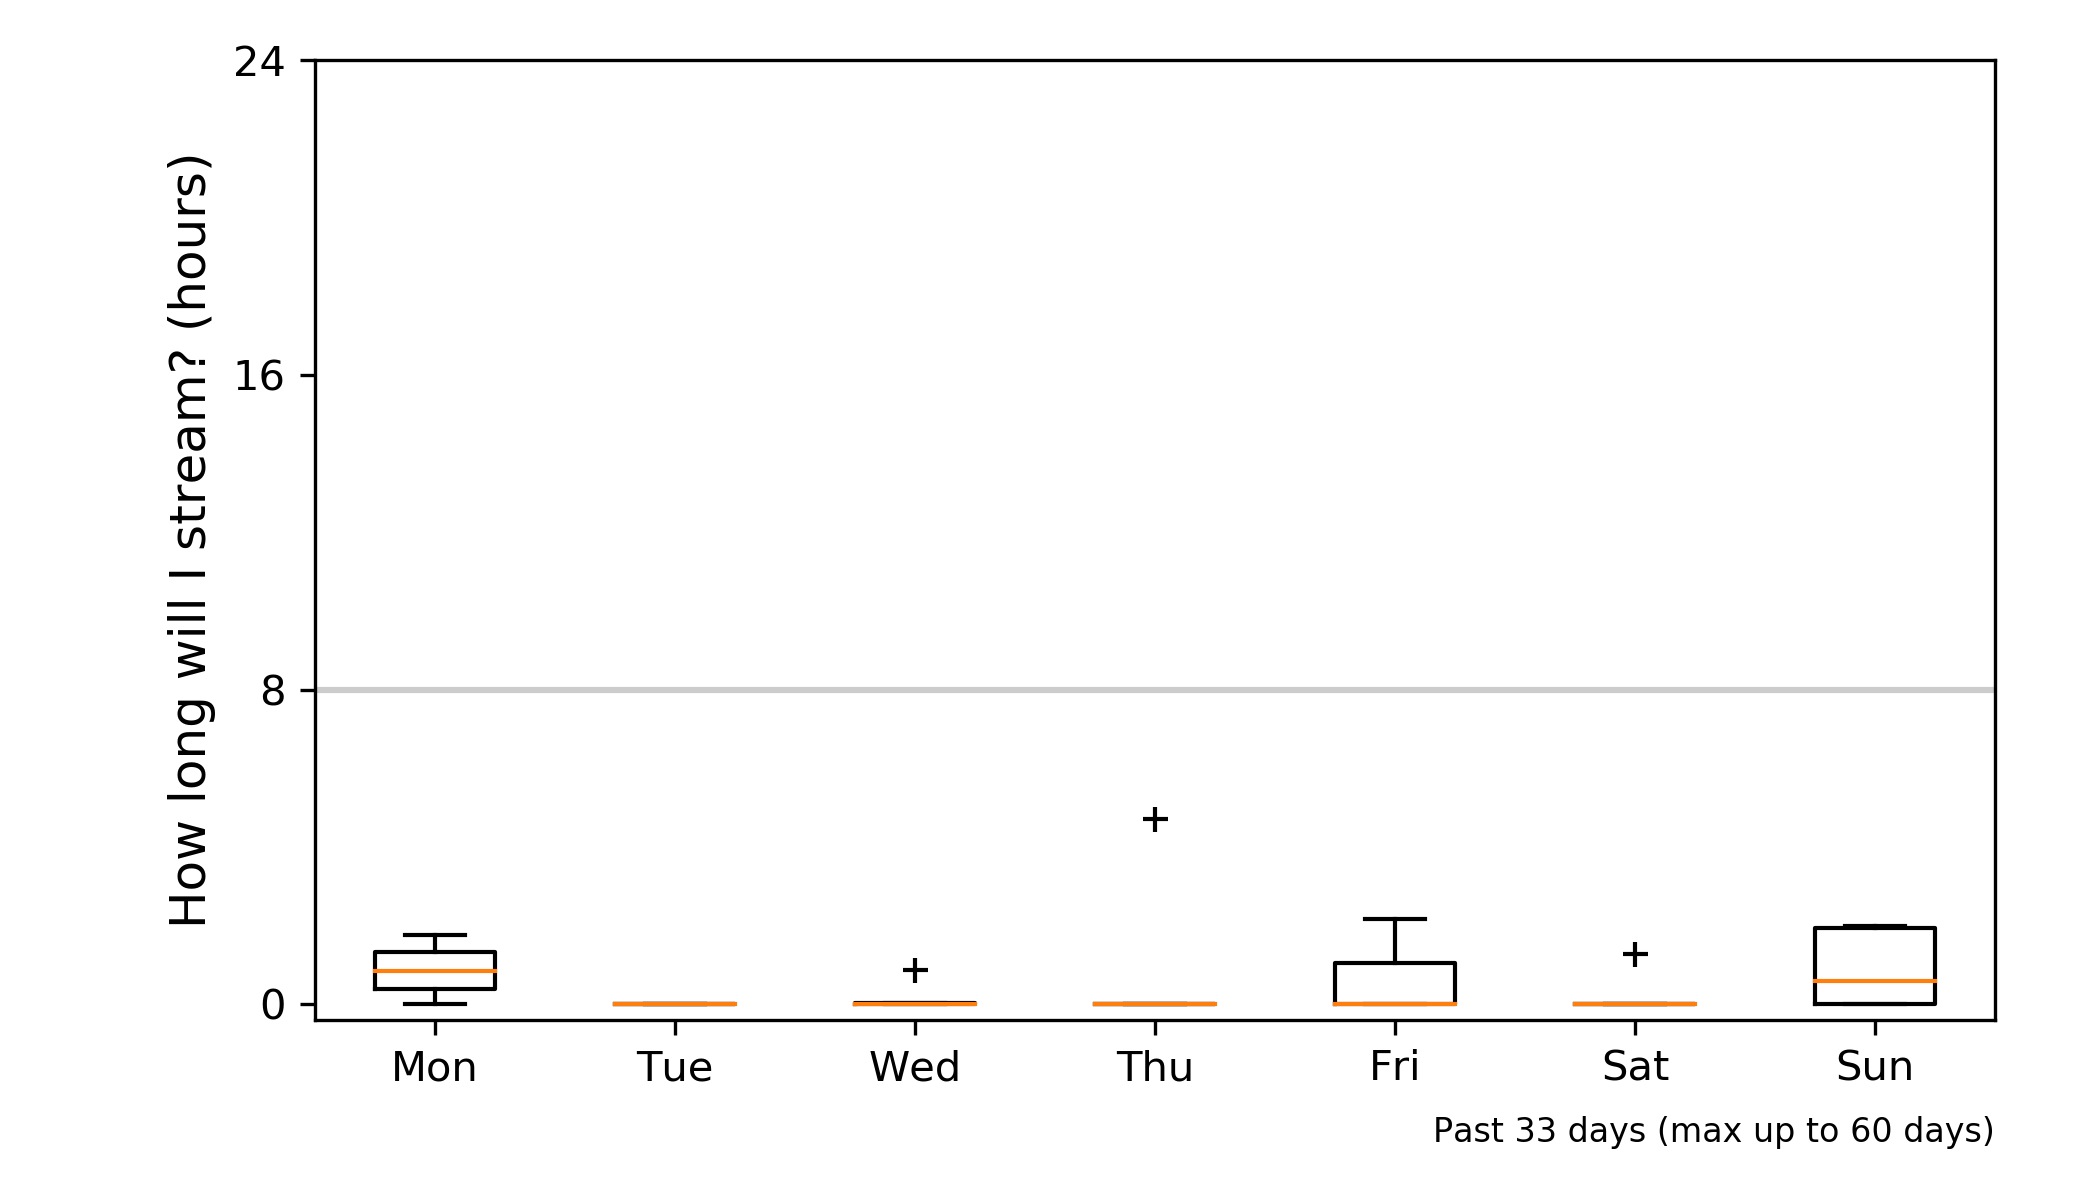 How long will I stream? (hours)
24
16
8
0
Mon Tue Wed Thu Fri Sat Sun
Past 33 days (max up to 60 days)